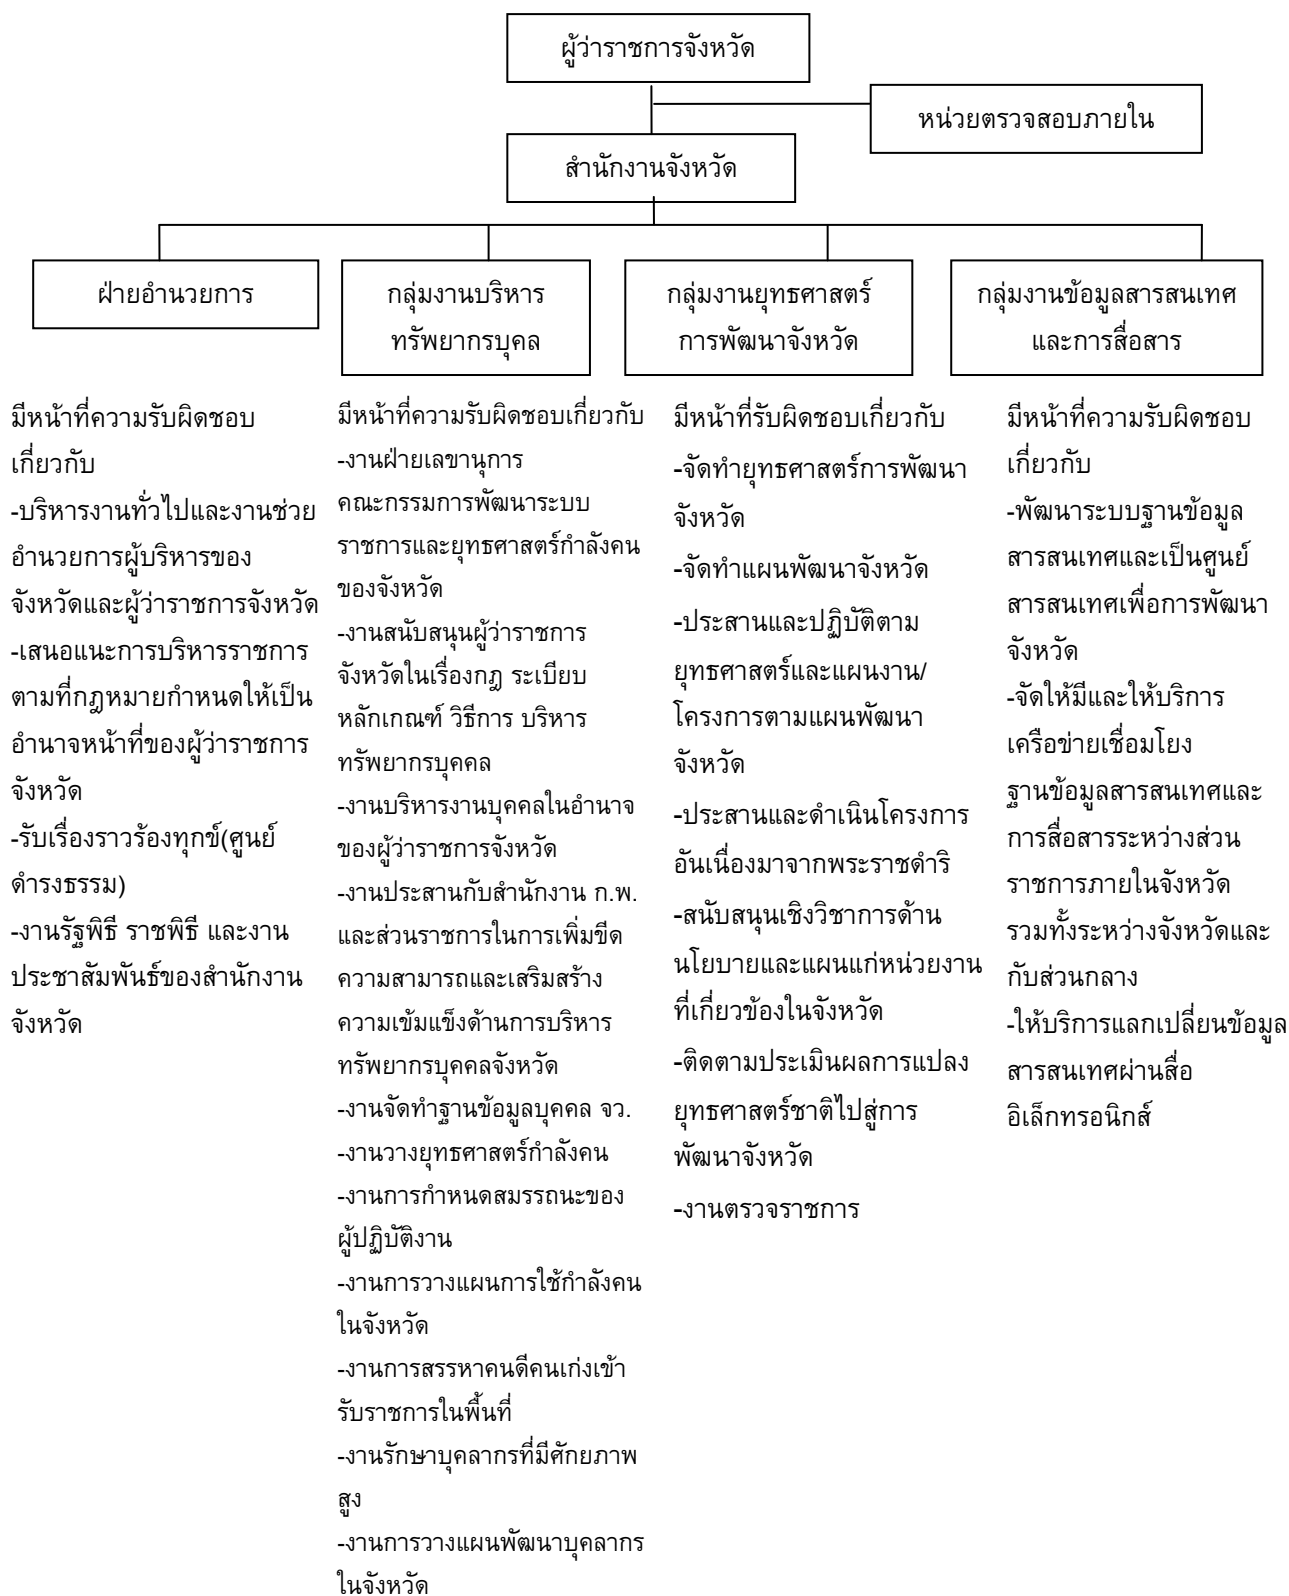 ผู้ว่าราชการจังหวัด
หน่วยตรวจสอบภายใน
สำนักงานจังหวัด
ฝ่ายอำนวยการ
กลุ่มงานบริหาร
ทรัพยากรบุคล
กลุ่มงานยุทธศาสตร์
การพัฒนาจังหวัด
กลุ่มงานข้อมูลสารสนเทศ
และการสื่อสาร
มีหน้าที่ความรับผิดชอบ
เกี่ยวกับ
-บริหารงานทั่วไปและงานช่วย
อำนวยการผู้บริหารของ
จังหวัดและผู้ว่าราชการจังหวัด
-เสนอแนะการบริหารราชการ
ตามที่กฎหมายกำหนดให้เป็น
อำนาจหน้าที่ของผู้ว่าราชการ
จังหวัด
-รับเรื่องราวร้องทุกข์(ศูนย์
ดำรงธรรม)
-งานรัฐพิธี ราชพิธี และงาน
ประชาสัมพันธ์ของสำนักงาน
จังหวัด
มีหน้าที่ความรับผิดชอบเกี่ยวกับ
-งานฝ่ายเลขานุการ
คณะกรรมการพัฒนาระบบ
ราชการและยุทธศาสตร์กำลังคน
ของจังหวัด
-งานสนับสนุนผู้ว่าราชการ
จังหวัดในเรื่องกฎ ระเบียบ
หลักเกณฑ์ วิธีการ บริหาร
ทรัพยากรบุคคล
-งานบริหารงานบุคคลในอำนาจ
ของผู้ว่าราชการจังหวัด
-งานประสานกับสำนักงาน ก.พ.
และส่วนราชการในการเพิ่มขีด
ความสามารถและเสริมสร้าง
ความเข้มแข็งด้านการบริหาร
ทรัพยากรบุคคลจังหวัด
-งานจัดทำฐานข้อมูลบุคคล จว.
-งานวางยุทธศาสตร์กำลังคน
-งานการกำหนดสมรรถนะของ
ผู้ปฏิบัติงาน
-งานการวางแผนการใช้กำลังคน
ในจังหวัด
-งานการสรรหาคนดีคนเก่งเข้า
รับราชการในพื้นที่
-งานรักษาบุคลากรที่มีศักยภาพ
สูง
-งานการวางแผนพัฒนาบุคลากร
ในจังหวัด
มีหน้าที่รับผิดชอบเกี่ยวกับ
-จัดทำยุทธศาสตร์การพัฒนา
จังหวัด
-จัดทำแผนพัฒนาจังหวัด
-ประสานและปฏิบัติตาม
ยุทธศาสตร์และแผนงาน/
โครงการตามแผนพัฒนา
จังหวัด
-ประสานและดำเนินโครงการ
อันเนื่องมาจากพระราชดำริ
-สนับสนุนเชิงวิชาการด้าน
นโยบายและแผนแก่หน่วยงาน
ที่เกี่ยวข้องในจังหวัด
-ติดตามประเมินผลการแปลง
ยุทธศาสตร์ชาติไปสู่การ
พัฒนาจังหวัด
-งานตรวจราชการ
มีหน้าที่ความรับผิดชอบ
เกี่ยวกับ
-พัฒนาระบบฐานข้อมูล
สารสนเทศและเป็นศูนย์
สารสนเทศเพื่อการพัฒนา
จังหวัด
-จัดให้มีและให้บริการ
เครือข่ายเชื่อมโยง
ฐานข้อมูลสารสนเทศและ
การสื่อสารระหว่างส่วน
ราชการภายในจังหวัด
รวมทั้งระหว่างจังหวัดและ
กับส่วนกลาง
-ให้บริการแลกเปลี่ยนข้อมูล
สารสนเทศผ่านสื่อ
อิเล็กทรอนิกส์